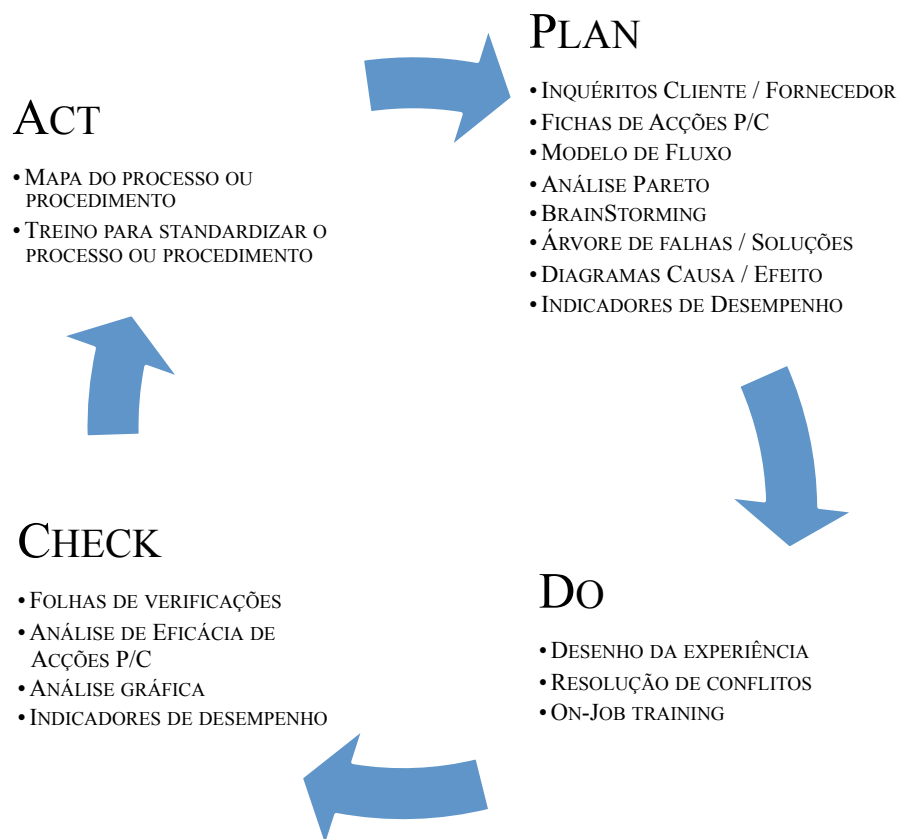 PLAN
• INQUÉRITOS CLIENTE / FORNECEDOR
• FICHAS DE ACÇÕES P/C
• MODELO DE FLUXO
• ANÁLISE PARETO
• BRAINSTORMING
• ÁRVORE DE FALHAS / SOLUÇÕES
• DIAGRAMAS CAUSA / EFEITO
• INDICADORES DE DESEMPENHO
DO
• DESENHO DA EXPERIÊNCIA
• RESOLUÇÃO DE CONFLITOS
• ON-JOB TRAINING
CHECK
• FOLHAS DE VERIFICAÇÕES
• ANÁLISE DE EFICÁCIA DE
ACÇÕES P/C
• ANÁLISE GRÁFICA
• INDICADORES DE DESEMPENHO
ACT
• MAPA DO PROCESSO OU
PROCEDIMENTO
• TREINO PARA STANDARDIZAR O
PROCESSO OU PROCEDIMENTO